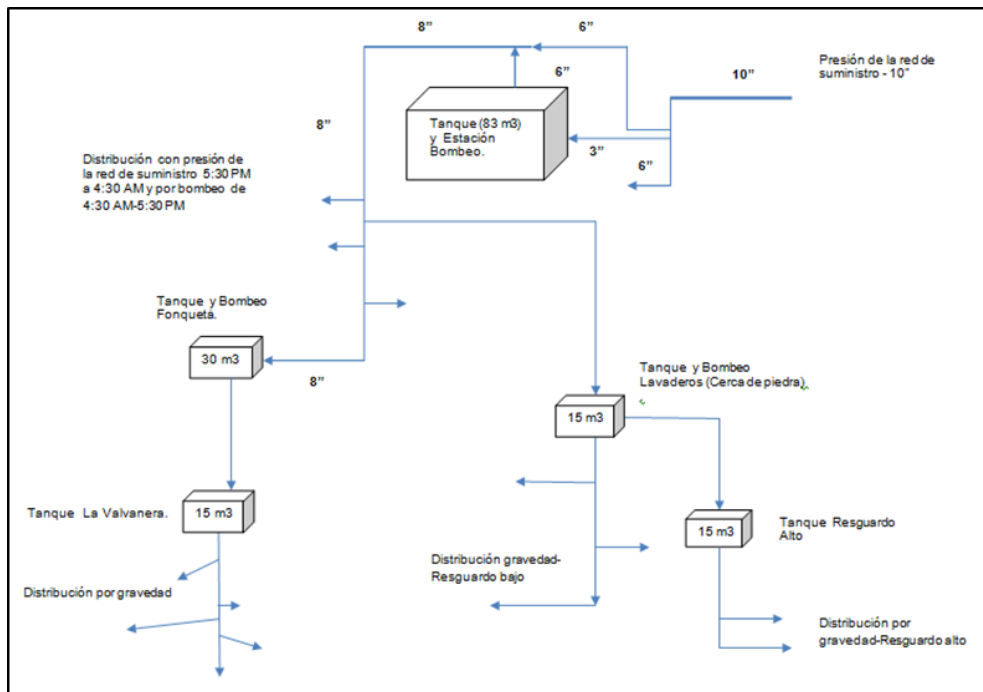 8”
6”
Presión de la red de
suministro - 10”
10”
6”
Tanque (83 m3)
y Estación
Bombeo.
8”
3”
6”
Distribución con presión de
la red de suministro 5:30 PM
a 4:30 AM y por bombeo de
4:30 AM-5:30 PM
Tanque y Bombeo
Fonquetá.
30 m3
8”
Tanque y Bombeo
Lavaderos (Cerca de piedra)
15 m3
Tanque La Valvanera.
15 m3
15 m3
Tanque Resguardo
Alto
Distribución gravedad-
Resguardo bajo
Distribución por gravedad
Distribución por
gravedad-Resguardo alto